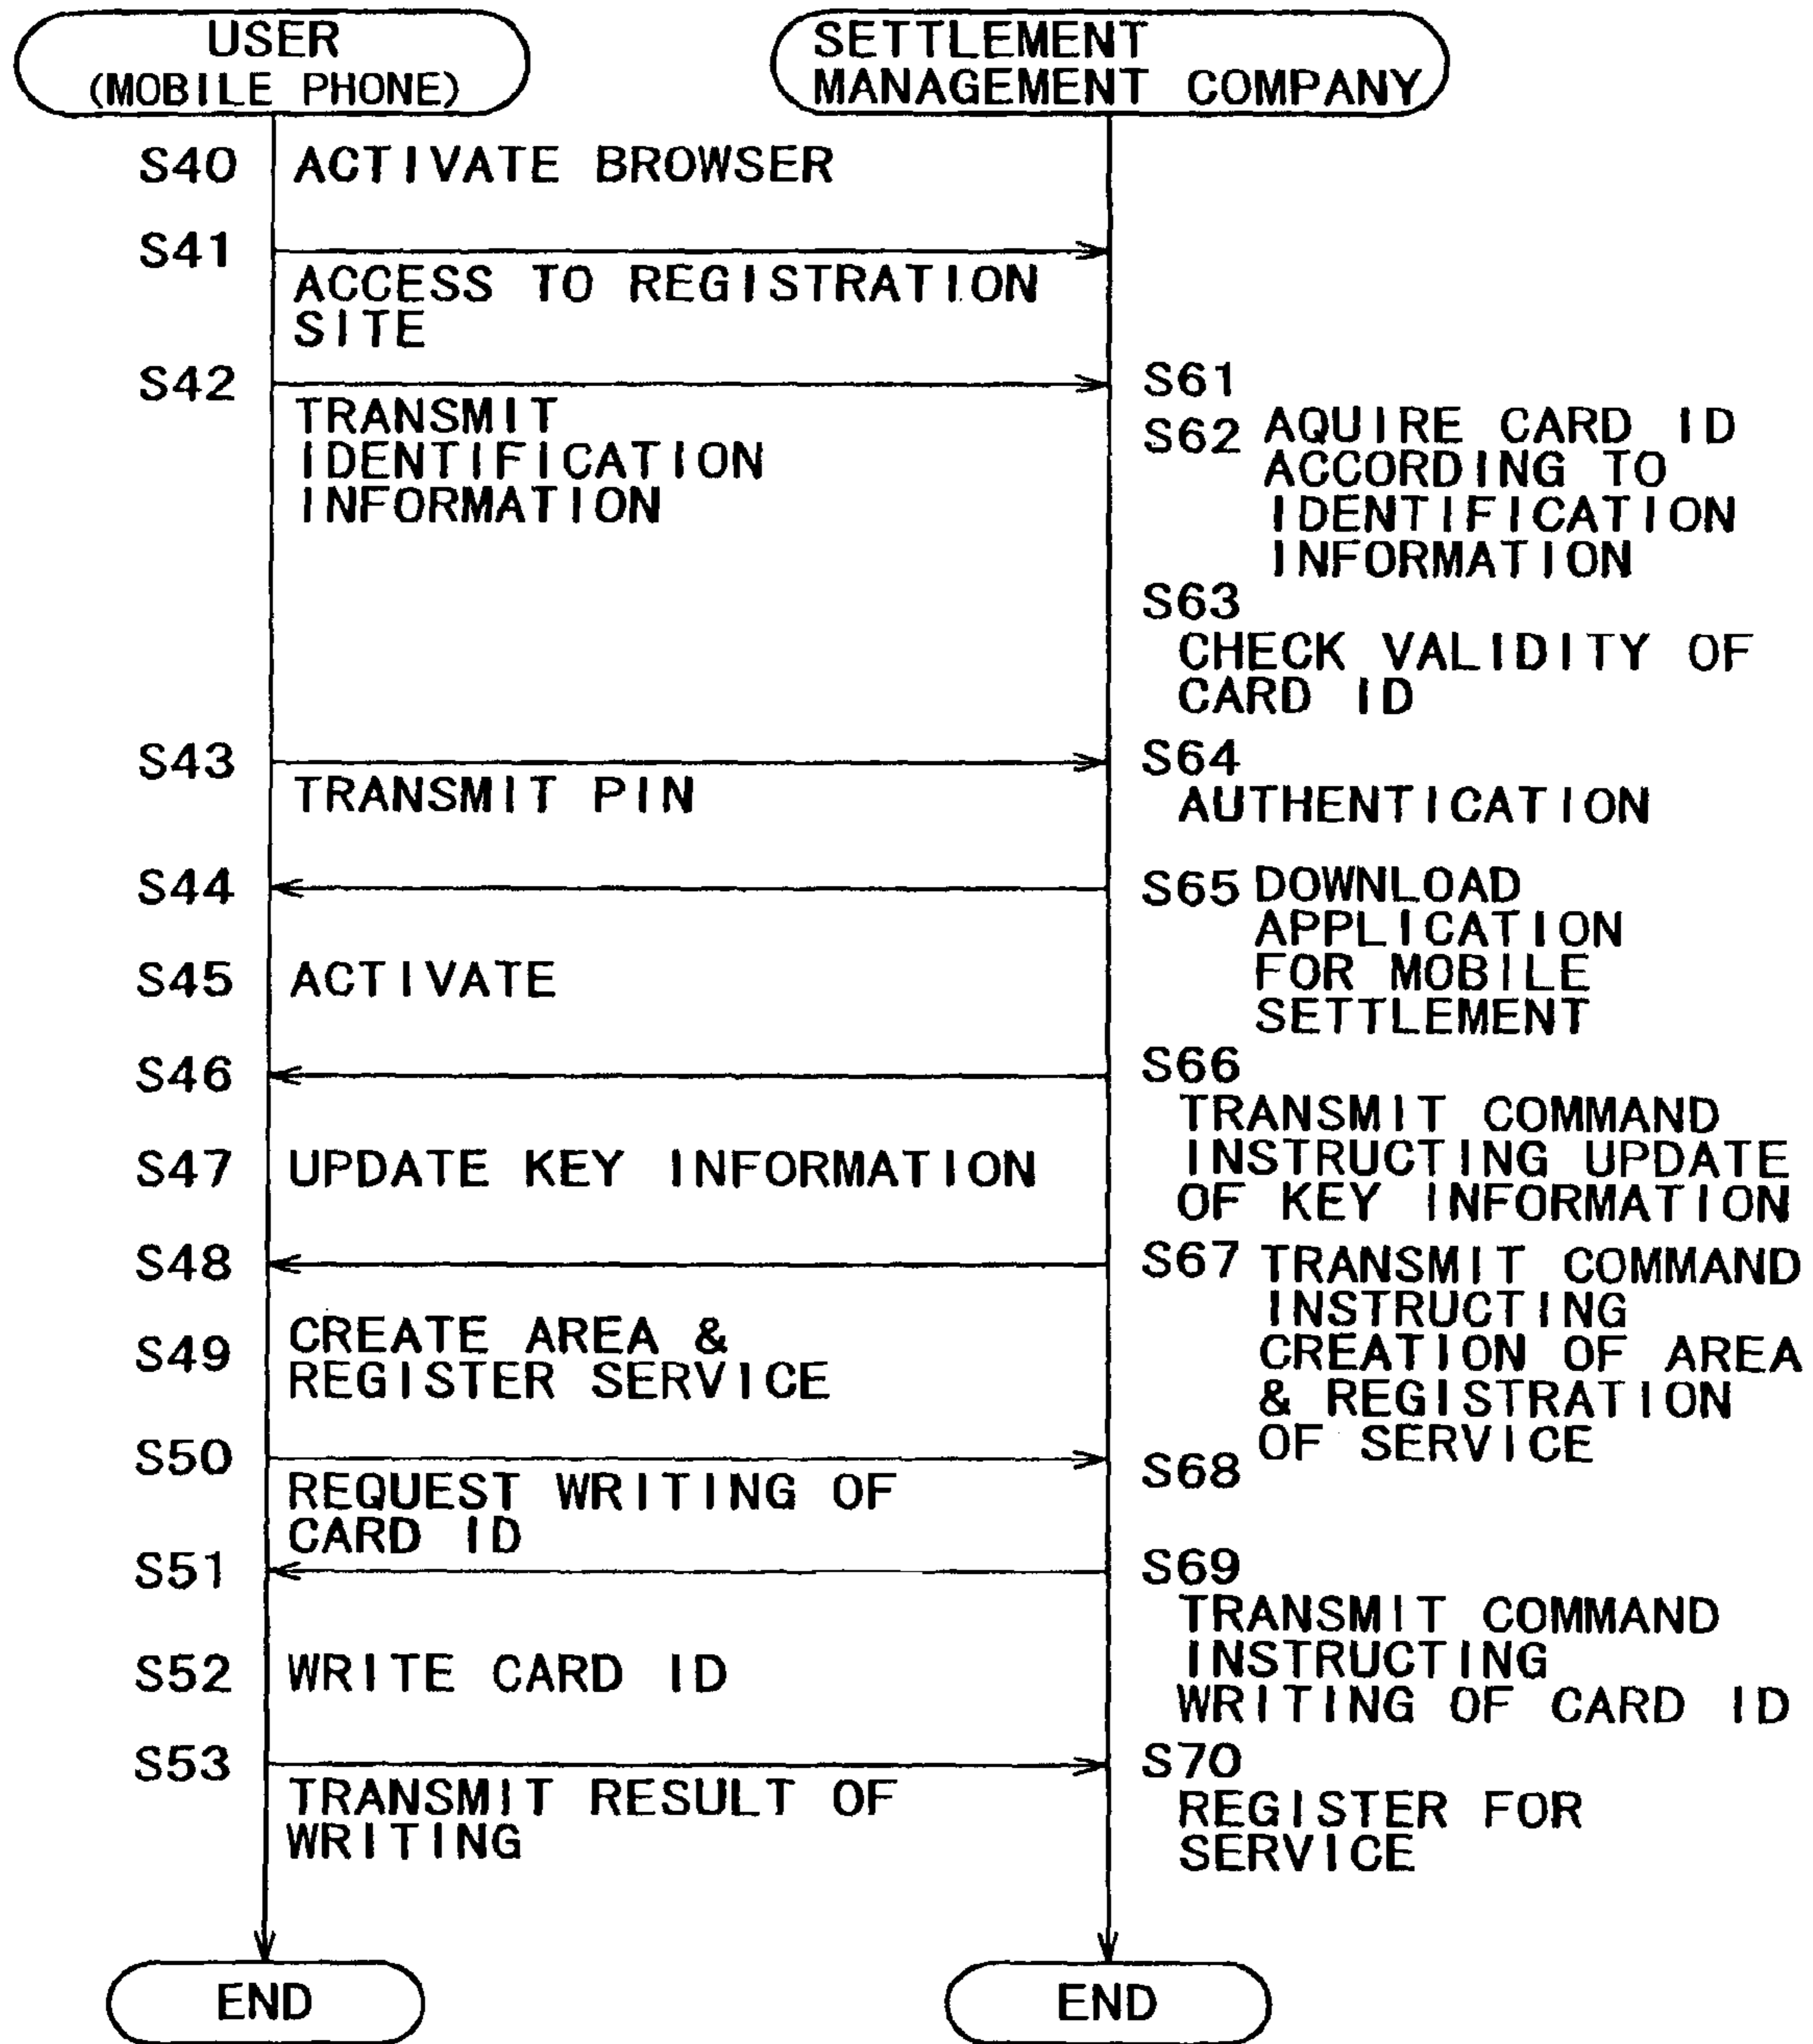 USER
(MOBILE PHONE)
SETTLEMENT
MANAGEMENT COMPANY
S40 ACTIVATE BROWSER
S41
ACCESS TO REGISTRATION
SITE
S42
TRANSMIT
IDENTIFICATION
INFORMATION
S61
S62 AQUIRE CARD ID
ACCORDING TO
IDENTIFICATION
INFORMATION
S63
CHECK VALIDITY OF
CARD ID
S43
TRANSMIT PIN
S64
AUTHENTICATION
S44
S65 DOWNLOAD
APPLICATION
FOR MOBILE
SETTLEMENT
S45 ACTIVATE
S46
S66
TRANSMIT COMMAND
INSTRUCTING UPDATE
OF KEY INFORMATION
S47 UPDATE KEY INFORMATION
S48
S67 TRANSMIT COMMAND
INSTRUCTING
CREATION OF AREA
& REGISTRATION
OF SERVICE
S49 CREATE AREA &
REGISTER SERVICE
S50
REQUEST WRITING OF
CARD ID
S68
S51
S69
TRANSMIT COMMAND
INSTRUCTING
WRITING OF CARD ID
S52 WRITE CARD ID
S53
TRANSMIT RESULT OF
WRITING
S70
REGISTER FOR
SERVICE
END
END